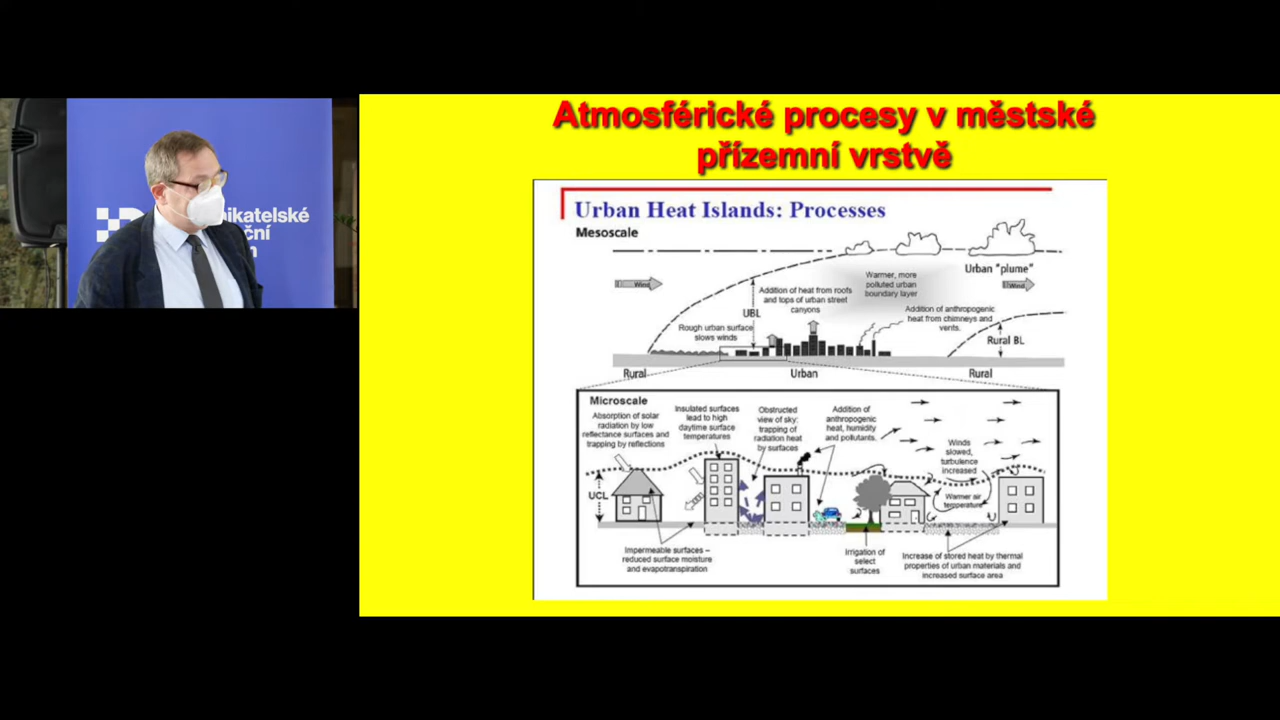 Atmosférické procesy v městské
přízemní vrstvě
nikatelské
ční
Urban Heat Islands: Processes
Mesoscale
Wind
Addition of heat from roofs
and tops of urban street
canyons
Warmer, more
polluted urban
boundary layer
Urban "plume"
Wind
UBL
Rough urban surface
slows winds
Addition of anthropogenic
heat from chimneys and
vents.
Rural BL
Rural
Urban
Rural
Microscale
Absorption of solar
radiation by low
reflectance surfaces and
trapping by reflections
Insulated surfaces
lead to high
daytime surface
temperatures
Obstructed
view of sky:
trapping of
radiation heat
by surfaces
Addition of
anthropogenic
heat, humidity
and pollutants.
Winds
slowed,
turbulence
increased
UCL
Warmer air
temperature
Impermeable surfaces –
reduced surface moisture
and evapotranspiration
Irrigation of
select
surfaces
Increase of stored heat by thermal
properties of urban materials and
increased surface area